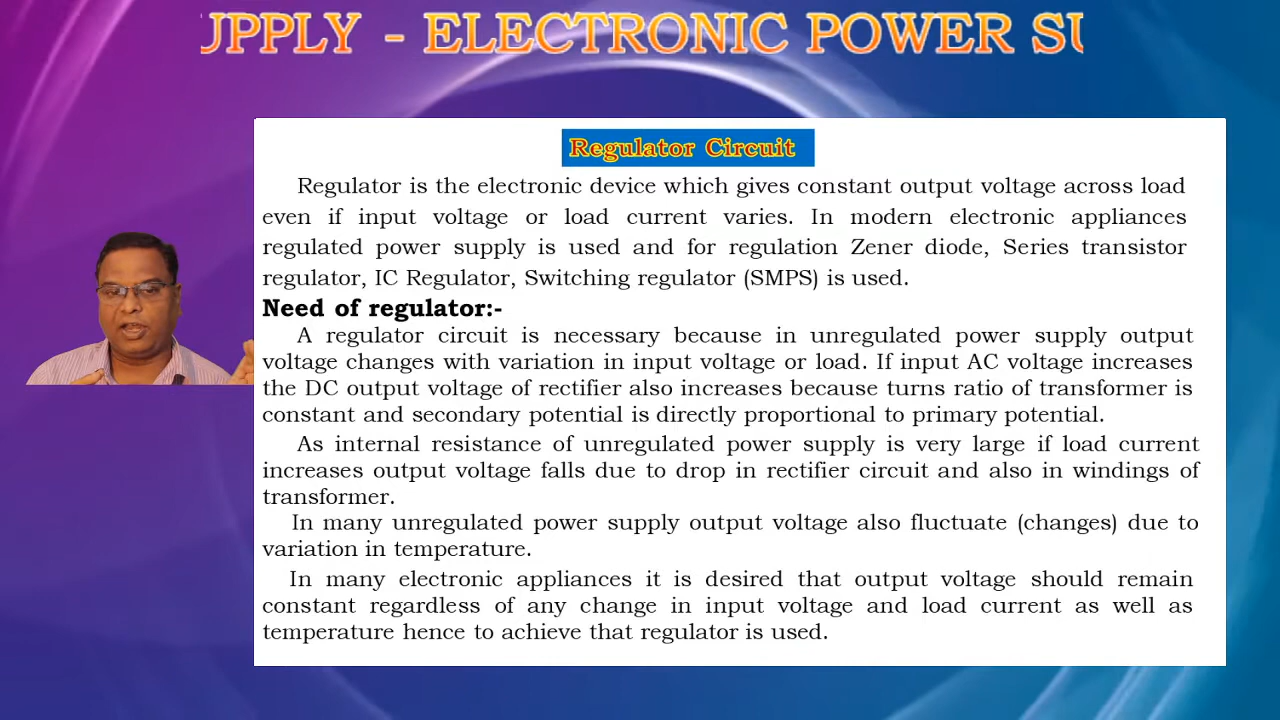 UPPLY - ELECTRONIC POWER SU
Regulator Circuit
Regulator is the electronic device which gives constant output voltage across load
even if input voltage or load current varies. In modern electronic appliances
regulated power supply is used and for regulation Zener diode, Series transistor
regulator, IC Regulator, Switching regulator (SMPS) is used.
Need of regulator:-
A regulator circuit is necessary because in unregulated power supply output
voltage changes with variation in input voltage or load. If input AC voltage increases
the DC output voltage of rectifier also increases because turns ratio of transformer is
constant and secondary potential is directly proportional to primary potential.
As internal resistance of unregulated power supply is very large if load current
increases output voltage falls due to drop in rectifier circuit and also in windings of
transformer.
In many unregulated power supply output voltage also fluctuate (changes) due to
variation in temperature.
In many electronic appliances it is desired that output voltage should remain
constant regardless of any change in input voltage and load current as well as
temperature hence to achieve that regulator is used.